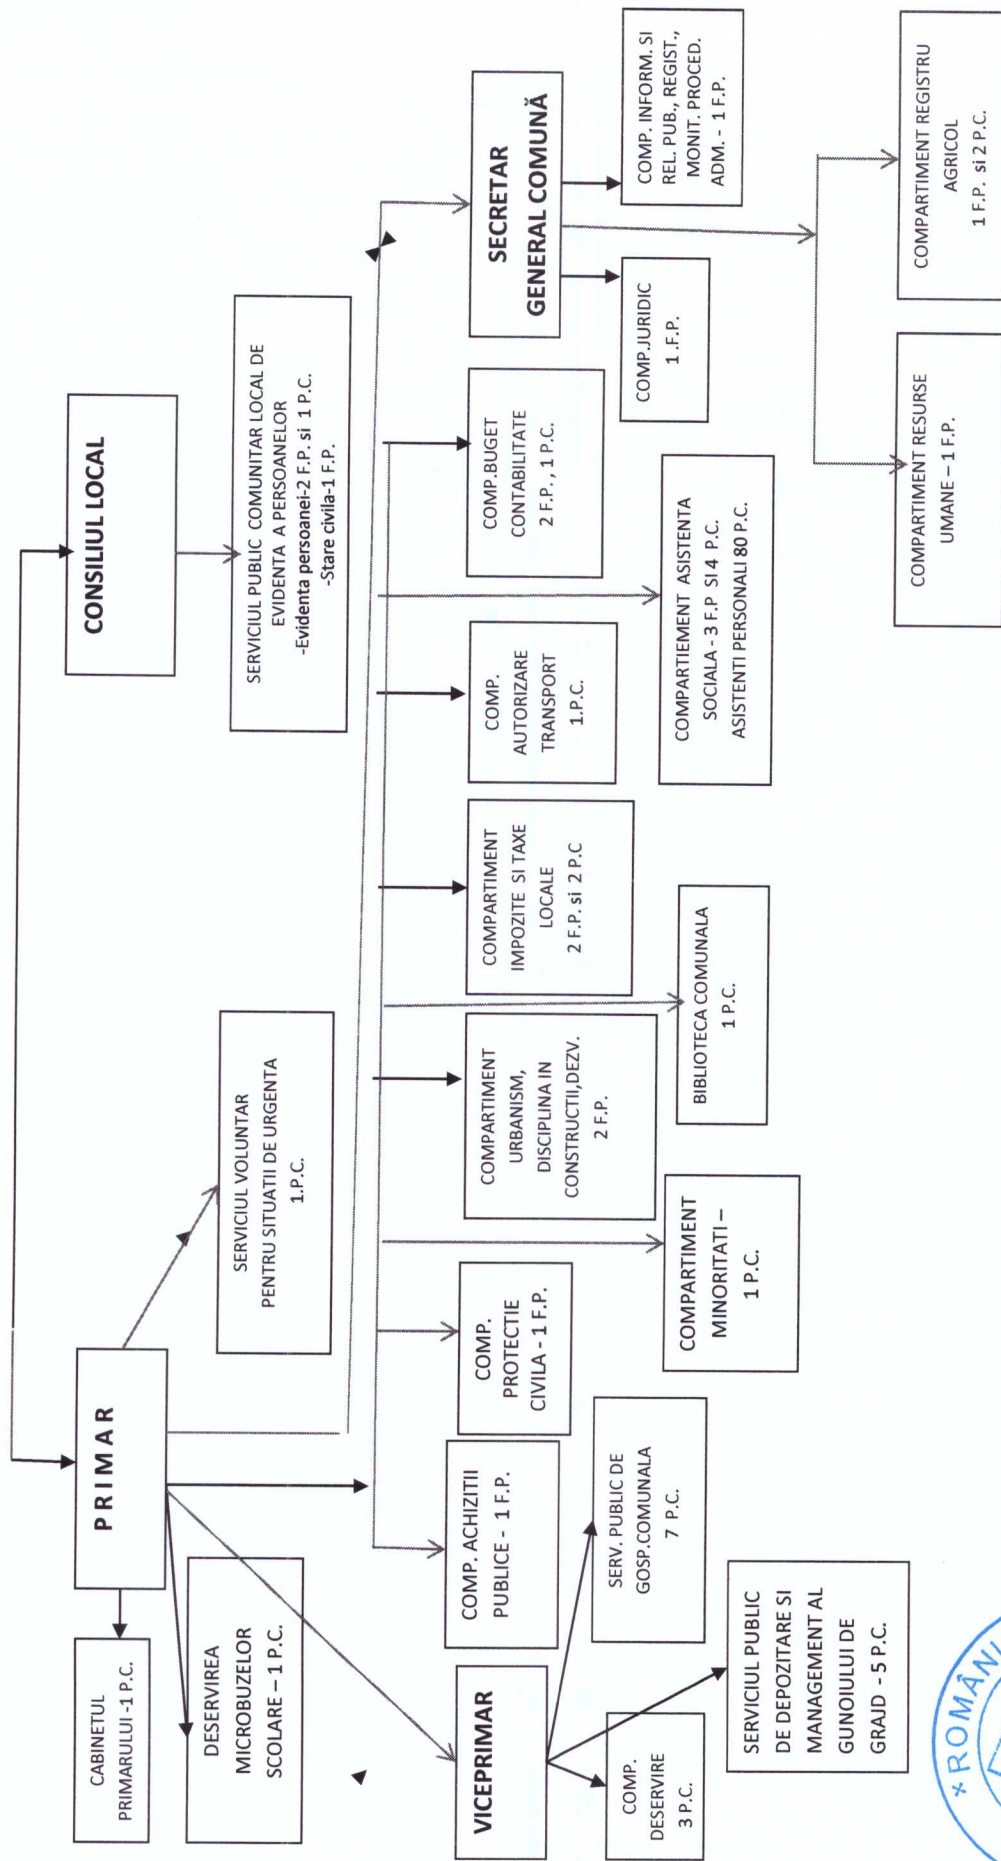 CONSILIUL LOCAL
PRIMAR
CABINETUL
PRIMARULUI -1 P.C.
DESERVIREA
MICROBUZELOR
SCOLARE – 1 P.C.
SERVICIUL VOLUNTAR
PENTRU SITUATII DE URGENTA
1.P.C.
SERVICIUL PUBLIC COMUNITAR LOCAL DE
EVIDENTA A PERSOANELOR
-Evidenta persoanei-2 F.P. si 1 P.C.
-Stare civila-1 F.P.
VICEPRIMAR
COMP. ACHIZITII
PUBLICE - 1 F.P.
COMP.
PROTECTIE
CIVILA - 1 F.P.
COMPARTIMENT
URBANISM,
DISCIPLINA IN
CONSTRUCTII,DEZV.
2 F.P.
COMPARTIMENT
IMPOZITE SI TAXE
LOCALE
2 F.P. si 2 P.C
COMP.
AUTORIZARE
TRANSPORT
1.P.C.
COMP.BUGET
CONTABILITATE
2 F.P. , 1 P.C.
SECRETAR
GENERAL COMUNĂ
COMP.
DESERVIRE
3 P.C.
SERV. PUBLIC DE
GOSP.COMUNALA
7 P.C.
SERVICIUL PUBLIC
DE DEPOZITARE SI
MANAGEMENT AL
GUNOIULUI DE
GRAJD - 5 P.C.
COMPARTIMENT
MINORITATI –
1 P.C.
BIBLIOTECA COMUNALA
1 P.C.
COMPARTIEMENT ASISTENTA
SOCIALA - 3 F.P SI 4 P.C.
ASISTENTI PERSONALI 80 P.C.
COMP.JURIDIC
1 .F.P.
COMP. INFORM. SI
REL. PUB., REGIST.,
MONIT. PROCED.
ADM. - 1 F.P.
COMPARTIMENT RESURSE
UMANE – 1 F.P.
COMPARTIMENT REGISTRU
AGRICOL
1 F.P. si 2 P.C.